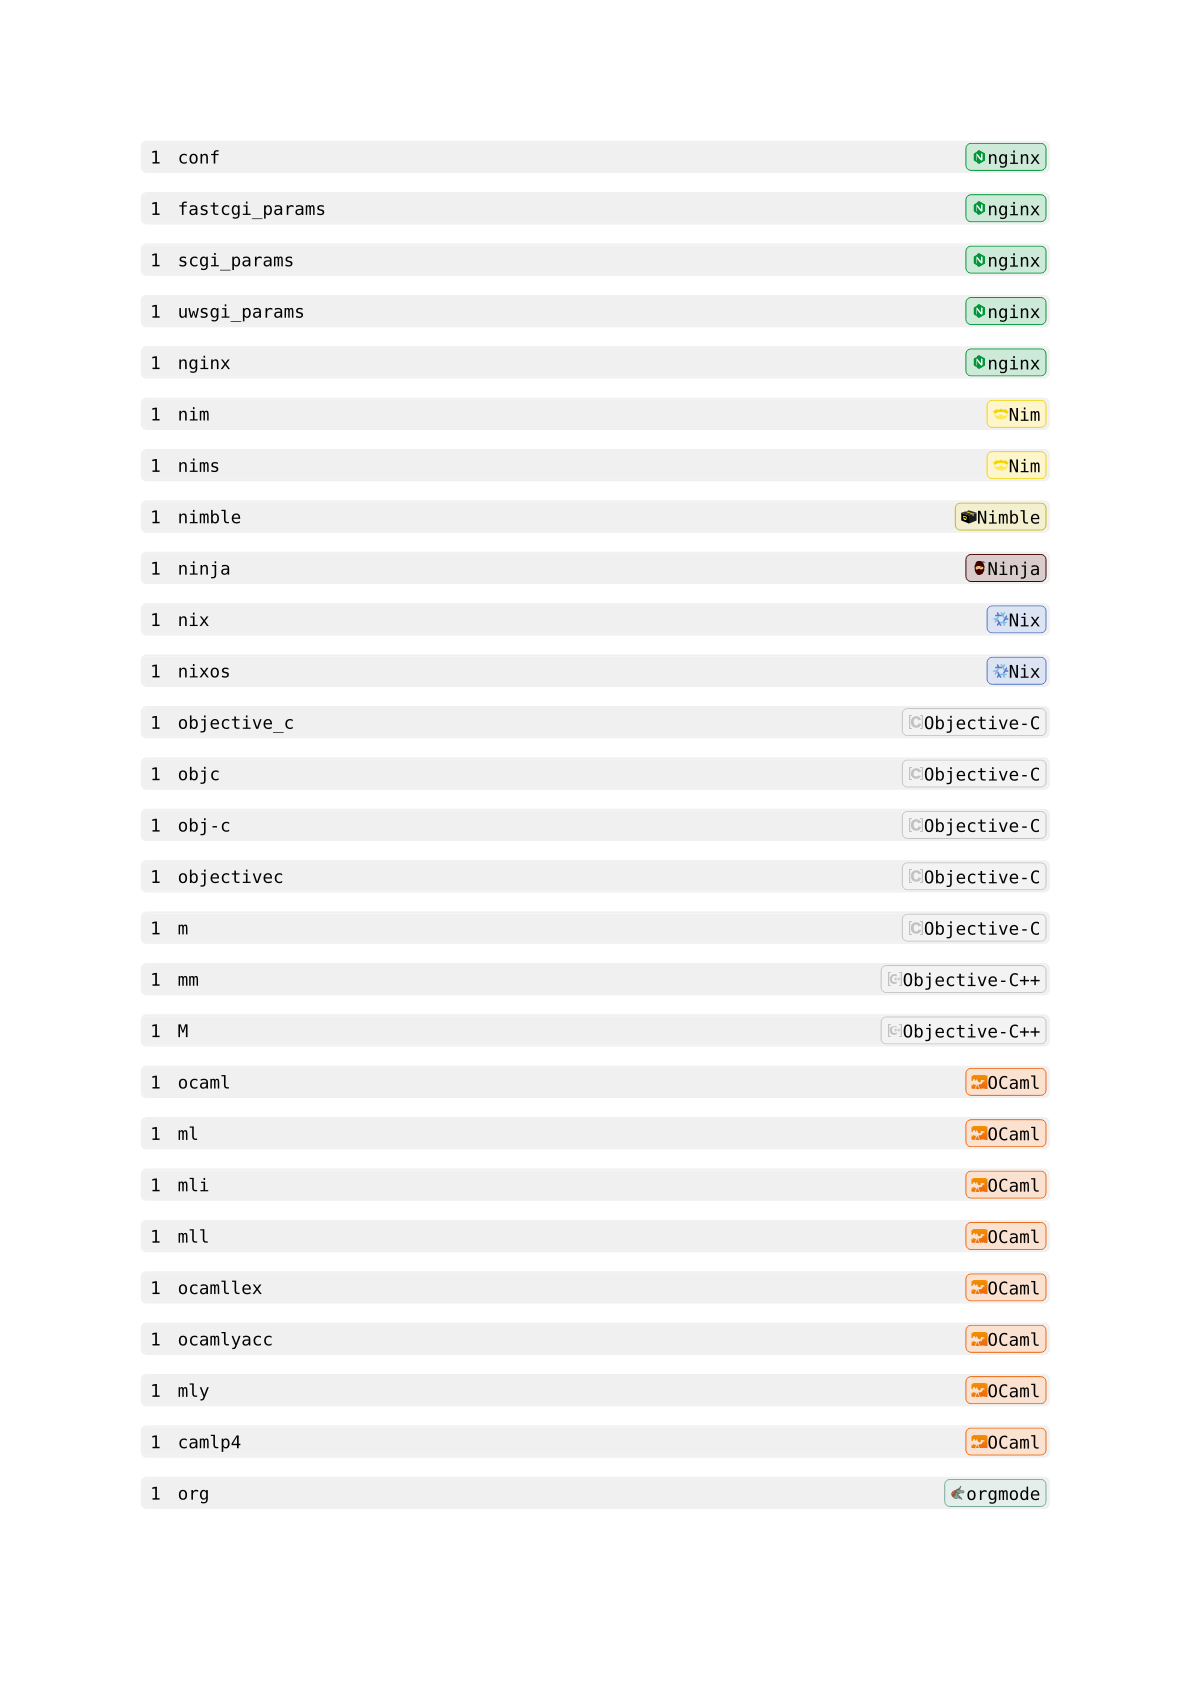 1 conf nginx
1 fastcgi_params nginx
1 scgi_params nginx
1 uwsgi_params nginx
1 nginx nginx
1 nim Nim
1 nims Nim
1 nimble Nimble
1 ninja Ninja
1 nix Nix
1 nixos Nix
1 objective_c Objective-C
1 objc Objective-C
1 obj-c Objective-C
1 objectivec Objective-C
1 m Objective-C
1 mm Objective-C++
1 M Objective-C++
1 ocaml OCaml
1 ml OCaml
1 mli OCaml
1 mll OCaml
1 ocamllex OCaml
1 ocamlyacc OCaml
1 mly OCaml
1 camlp4 OCaml
1 org orgmode